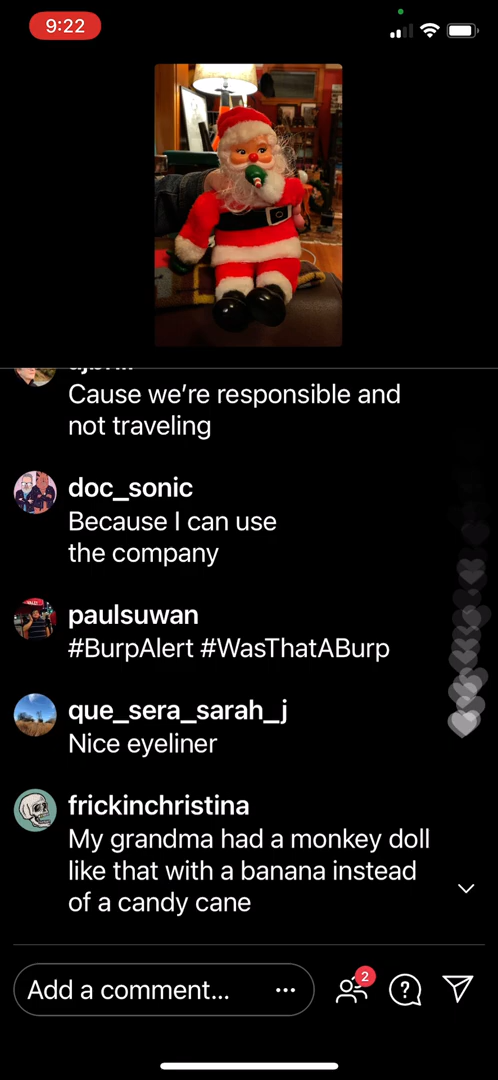 9:22
Cause we’re responsible and
not traveling
doc_sonic
Because I can use
the company
paulsuwan
#BurpAlert #WasThatABurp
que_sera_sarah_j
Nice eyeliner
frickinchristina
My grandma had a monkey doll
like that with a banana instead
of a candy cane
Add a comment...
2